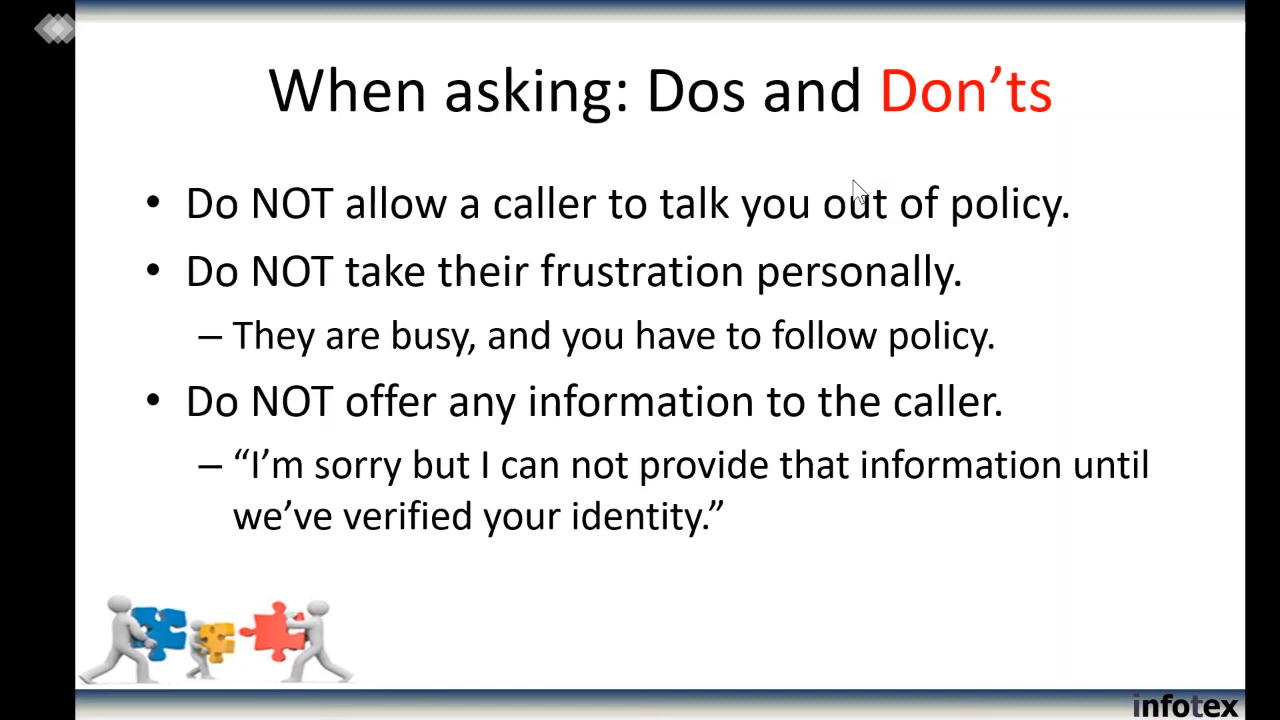 When asking: Dos and Don’ts
• Do NOT allow a caller to talk you out of policy.
• Do NOT take their frustration personally.
– They are busy, and you have to follow policy.
• Do NOT offer any information to the caller.
– “I’m sorry but I can not provide that information until
we’ve verified your identity.”
infotex